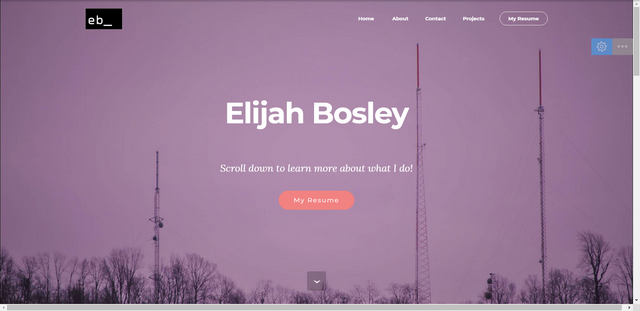 eb_
Home About Contact Projects My Resume
Elijah Bosley
Scroll down to learn more about what I do!
My Resume